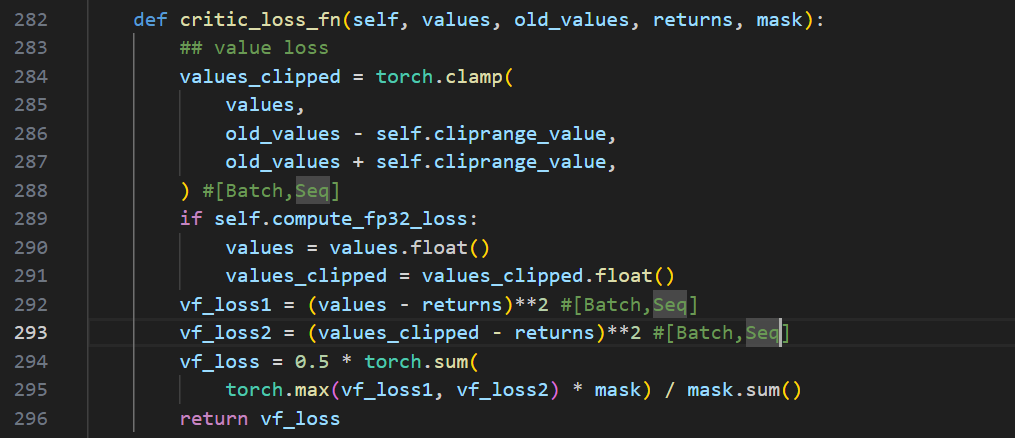 282 def critic_loss_fn(self, values, old_values, returns, mask):
283 ## value loss
284 values_clipped = torch.clamp(
285 values,
286 old_values - self.cliprange_value,
287 old_values + self.cliprange_value,
288 ) #[Batch,Seq]
289 if self.compute_fp32_loss:
290 values = values.float()
291 values_clipped = values_clipped.float()
292 vf_loss1 = (values - returns)**2 #[Batch,Seq]
293 vf_loss2 = (values_clipped - returns)**2 #[Batch,Seq]
294 vf_loss = 0.5 * torch.sum(
295 torch.max(vf_loss1, vf_loss2) * mask) / mask.sum()
296 return vf_loss